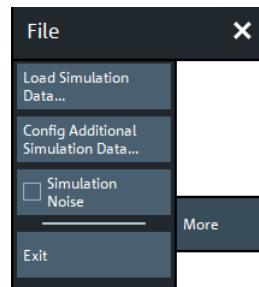 File
Load Simulation
Data...
Config Additional
Simulation Data...
Simulation
Noise
More
Exit